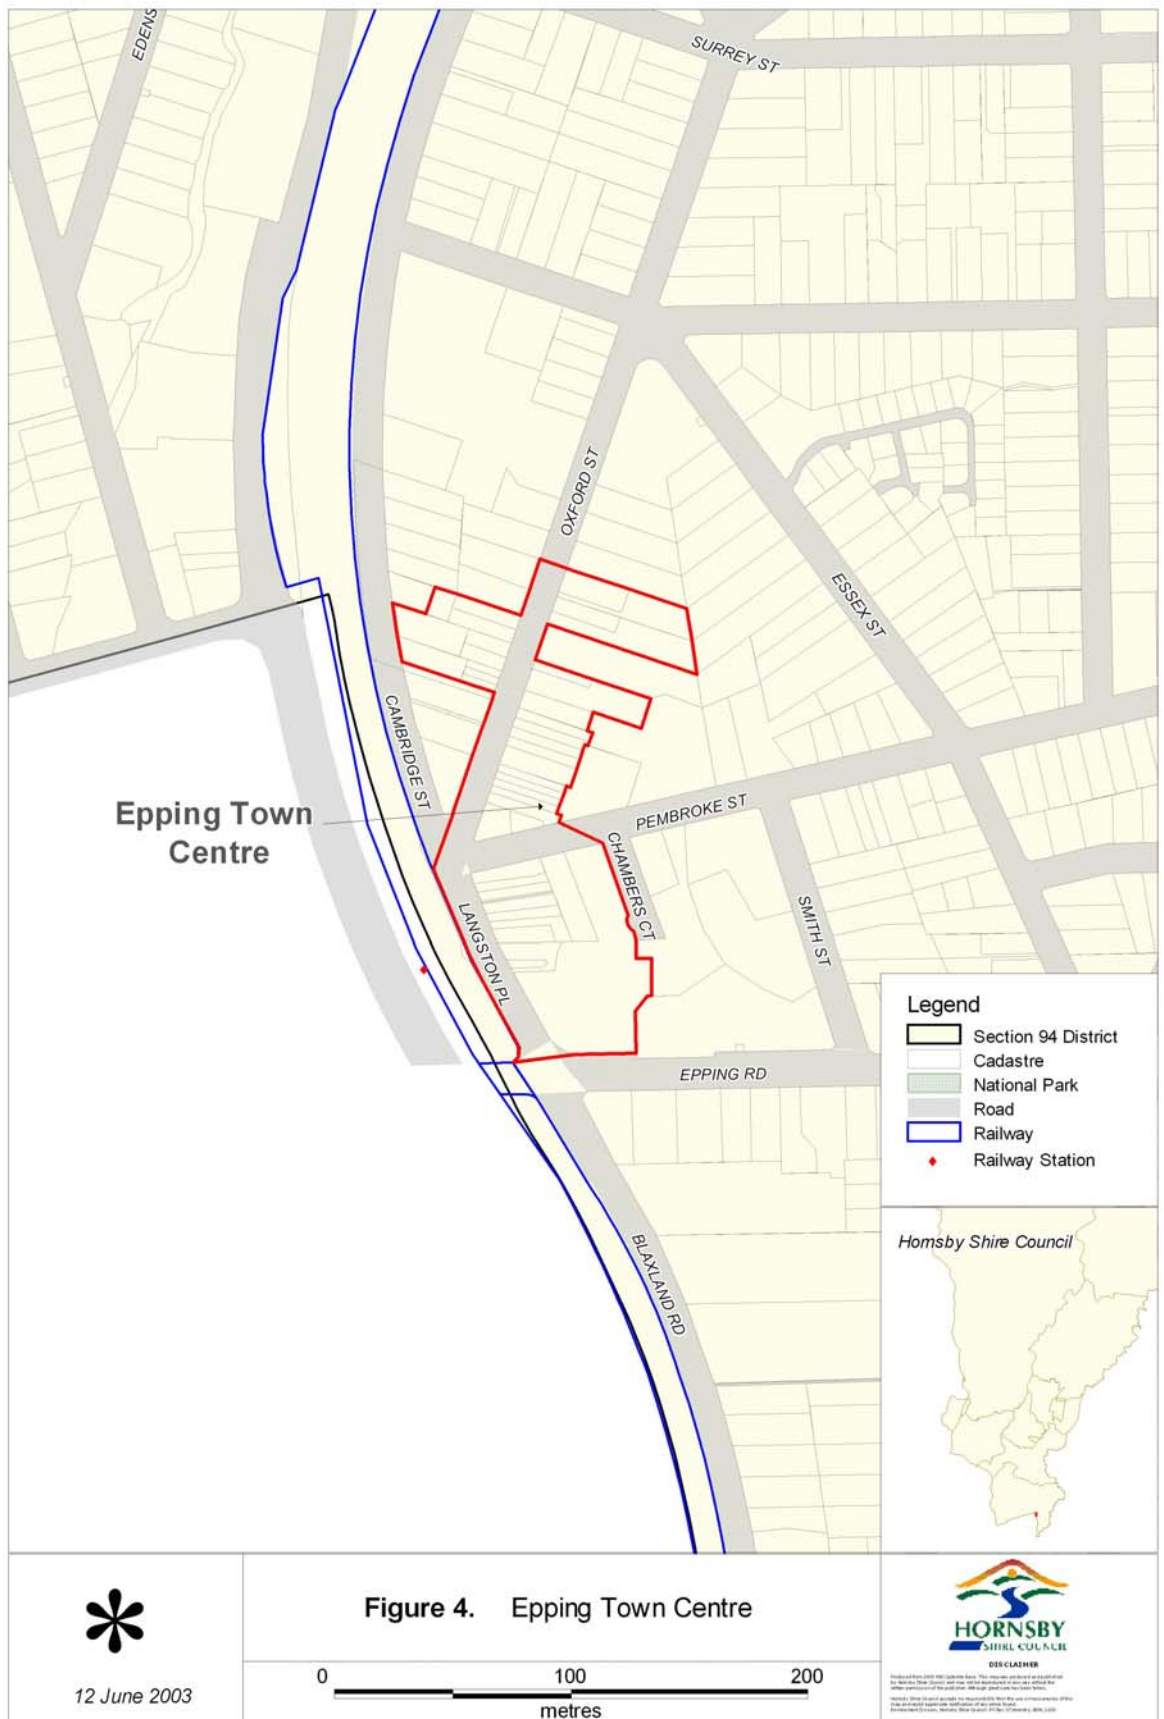 EDENS
SURREY ST
OXFORD ST
ESSEX ST
CAMBRIDGE ST
Epping Town
Centre
PEMBROKE ST
CHAMBERS CT
LANGSTON PL
SMITH ST
EPPING RD
BLAXLAND RD
Legend
Section 94 District
Cadastre
National Park
Road
Railway
Railway Station
Hornsby Shire Council
12 June 2003
Figure 4. Epping Town Centre
0 100 200
metres
HORNSBY
SHIRE COUNCIL
DISCLAIMER